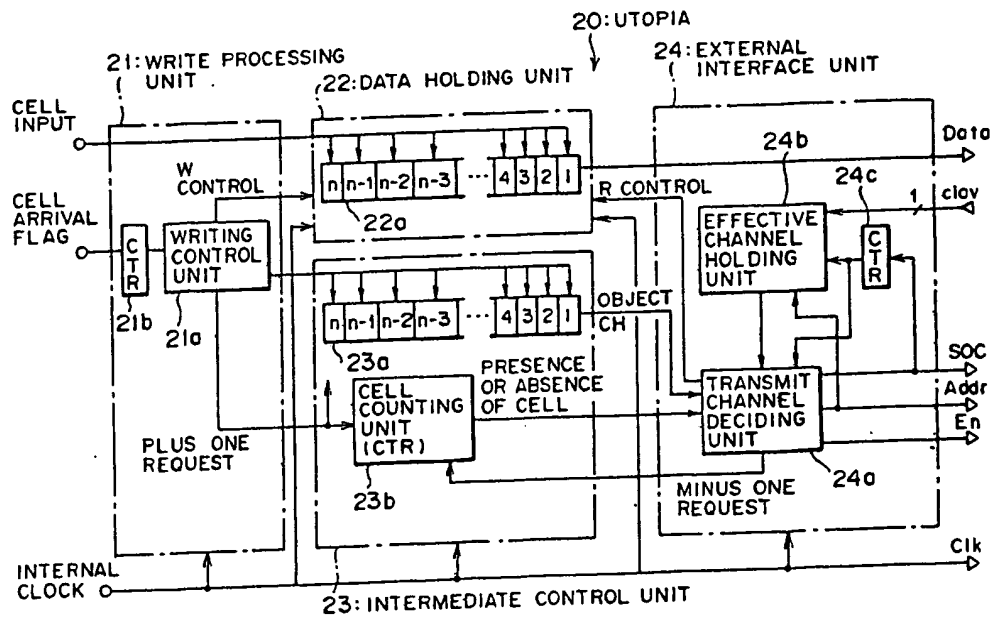 20: UTOPIA
21: WRITE PROCESSING
UNIT
22: DATA HOLDING UNIT
24: EXTERNAL
INTERFACE UNIT
CELL
INPUT
W
CONTROL
n n-1 n-2 n-3 ... 4 3 2 1
22a
R CONTROL
24b
24c
Data
clav
1
EFFECTIVE
CHANNEL
HOLDING
UNIT
CTR
CELL
ARRIVAL
FLAG
CTR
21b
WRITING
CONTROL
UNIT
21a
n n-1 n-2 n-3 ... 4 3 2 1
23a
OBJECT
CH
PRESENCE
OR ABSENCE
OF CELL
CELL
COUNTING
UNIT
(CTR)
23b
PLUS ONE
REQUEST
TRANSMIT
CHANNEL
DECIDING
UNIT
24a
SOC
Addr
En
MINUS ONE
REQUEST
INTERNAL
CLOCK
Clk
23: INTERMEDIATE CONTROL UNIT